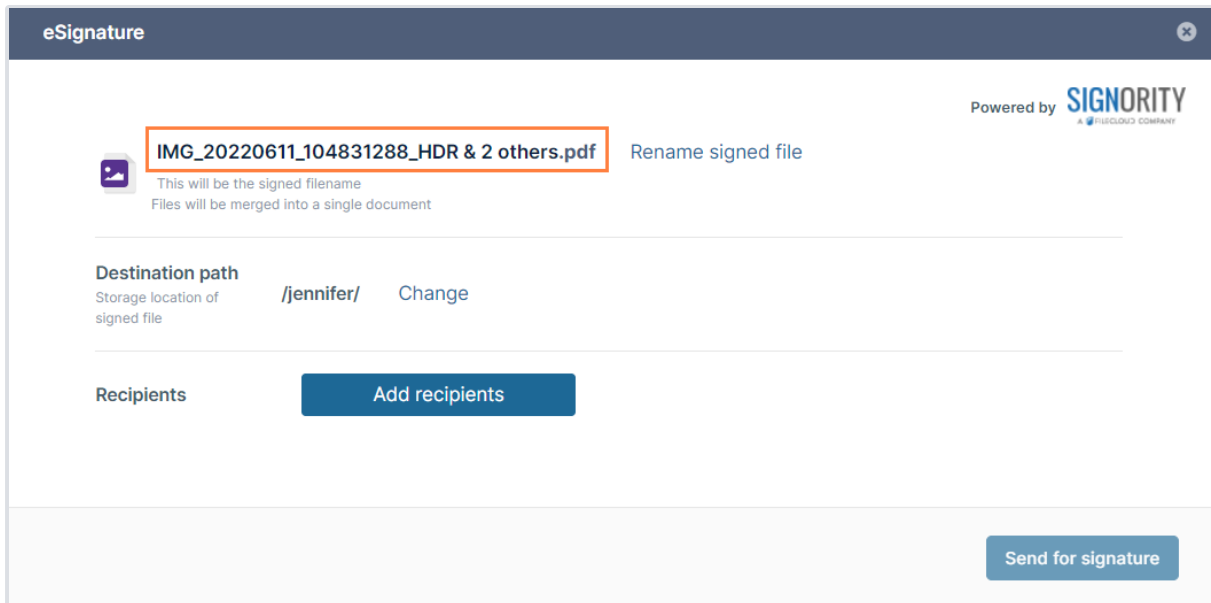 eSignature
Powered by SIGNORITY
A FILECLOUD COMPANY
IMG_20220611_104831288_HDR & 2 others.pdf Rename signed file
This will be the signed filename
Files will be merged into a single document
Destination path
Storage location of
signed file
/jennifer/ Change
Recipients Add recipients
Send for signature